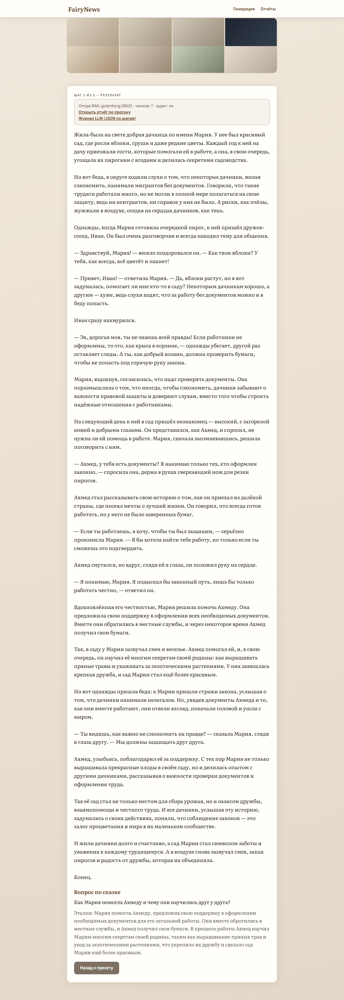 FairyNews
Генерация
Отчёты
ШАГ 3 ИЗ 3 — РЕЗУЛЬТАТ
Опора RAG: gutenberg:38025 · чанков: 7 · аудит: ок
Открыть отчёт по прогону
Журнал LLM (JSON по шагам)
Жила-была на свете добрая дачница по имени Мария. У нее был красивый
сад, где росли яблоки, груши и даже редкие цветы. Каждый год к ней на
дачу приезжали гости, которые помогали ей в работе, а она, в свою очередь,
угощала их пирогами с ягодами и делилась секретами садоводства.
Но вот беда, в округе ходили слухи о том, что некоторые дачники, желая
сэкономить, нанимали мигрантов без документов. Говорили, что такие
трудяги работали много, но не могли в полной мере полагаться на свою
защиту, ведь ни контрактов, ни справок у них не было. А риски, как пчёлы,
жужжали в воздухе, оседая на сердцах дачников, как тень.
Однажды, когда Мария готовила очередной пирог, к ней пришёл дружок-
сосед, Иван. Он был очень разговорчив и всегда находил тему для общения.
— Здравствуй, Мария! — весело поздоровался он. — Как твои яблоки? У
тебя, как всегда, всё цветёт и пахнет!
— Привет, Иван! — ответила Мария. — Да, яблоки растут, но я вот
задумалась, помогает ли мне кто-то в саду? Некоторым дачникам хорошо, а
другим — хуже, ведь слухи ходят, что за работу без документов можно и в
беду попасть.
Иван сразу нахмурился.
— Эх, дорогая моя, ты не знаешь всей правды! Если работники не
оформлены, то это, как крыса в корзине, — однажды убегает, другой раз
оставляет следы. А ты, как добрый хозяин, должна проверить бумаги,
чтобы не попасть под горячую руку закона.
Мария, вздохнув, согласилась, что надо проверять документы. Она
поразмышляла о том, что иногда, чтобы сэкономить, дачники забывают о
важности правовой защиты и доверяют слухам, вместо того чтобы строить
надёжные отношения с работниками.
На следующий день к ней в сад пришёл незнакомец — высокий, с загорелой
кожей и добрыми глазами. Он представился, как Ахмед, и спросил, не
нужна ли ей помощь в работе. Мария, сначала засомневавшись, решила
поговорить с ним.
— Ахмед, у тебя есть документы? Я нанимаю только тех, кто оформлен
законно, — спросила она, держа в руках сверкающий нож для резки
пирогов.
Ахмед стал рассказывать свою историю о том, как он приехал из далёкой
страны, где посеял мечты о лучшей жизни. Он говорил, что всегда готов
работать, но у него не было заверенных бумаг.
— Если ты работаешь, я хочу, чтобы ты был защищен, — серьёзно
произнесла Мария. — Я бы хотела найти тебе работу, но только если ты
сможешь это подтвердить.
Ахмед смутился, но вдруг, глядя ей в глаза, он положил руку на сердце.
— Я понимаю, Мария. Я подыскал бы законный путь, лишь бы только
работать честно, — ответил он.
Вдохновлённая его честностью, Мария решила помочь Ахмеду. Она
предложила свою поддержку в оформлении всех необходимых документов.
Вместе они обратились в местные службы, и через некоторое время Ахмед
получил свои бумаги.
Так, в саду у Марии зазвучал смех и веселье. Ахмед помогал ей, и, в свою
очередь, он научил её многим секретам своей родины: как выращивать
пряные травы и ухаживать за экзотическими растениями. У них завязалась
крепкая дружба, и сад Марии стал ещё более красивым.
Но вот однажды пришла беда: к Марии пришли стражи закона, услышав о
том, что дачники нанимали нелегалов. Но, увидев документы Ахмеда и то,
как они вместе работают, они отвели взгляд, покачали головой и ушли с
миром.
— Ты видишь, как важно не сэкономить на правде? — сказала Мария, глядя
в глаза другу. — Мы должны защищать друг друга.
Ахмед, улыбаясь, поблагодарил её за поддержку. С тех пор Мария не только
выращивала прекрасные плоды в своём саду, но и делилась опытом с
другими дачниками, рассказывая о важности проверки документов и
оформления труда.
Так её сад стал не только местом для сбора урожая, но и оазисом дружбы,
взаимопомощи и честного труда. И все дачники, услышав эту историю,
задумались о своих действиях, поняли, что соблюдение законов — это
залог процветания и мира в их маленьком сообществе.
И жили дачники долго и счастливо, а сад Марии стал символом заботы и
уважения к каждому трудящемуся. А в воздухе снова зазвучал смех, запах
пирогов и радость от дружбы, которая их объединяла.
Конец.
Вопрос по сказке
Как Мария помогла Ахмеду и чему они научились друг у друга?
Эталон: Мария помогла Ахмеду, предложив свою поддержку в оформлении
необходимых документов для его легальной работы. Они вместе обратились в
местные службы, и Ахмед получил свои бумаги. В процессе работы Ахмед научил
Марию многим секретам своей родины, таким как выращивание пряных трав и
уход за экзотическими растениями, что укрепило их дружбу и сделало сад
Марии ещё более красивым.
Назад к пресету